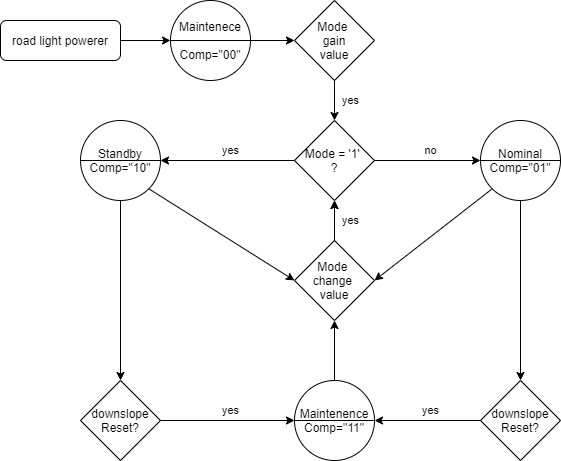 road light powerer
Maintenece
Comp="00"
Mode
gain
value
yes
Standby
Comp="10"
yes
Mode = '1'
?
no
Nominal
Comp="01"
yes
Mode
change
value
downslope
Reset?
yes
Maintenence
Comp="11"
yes
downslope
Reset?